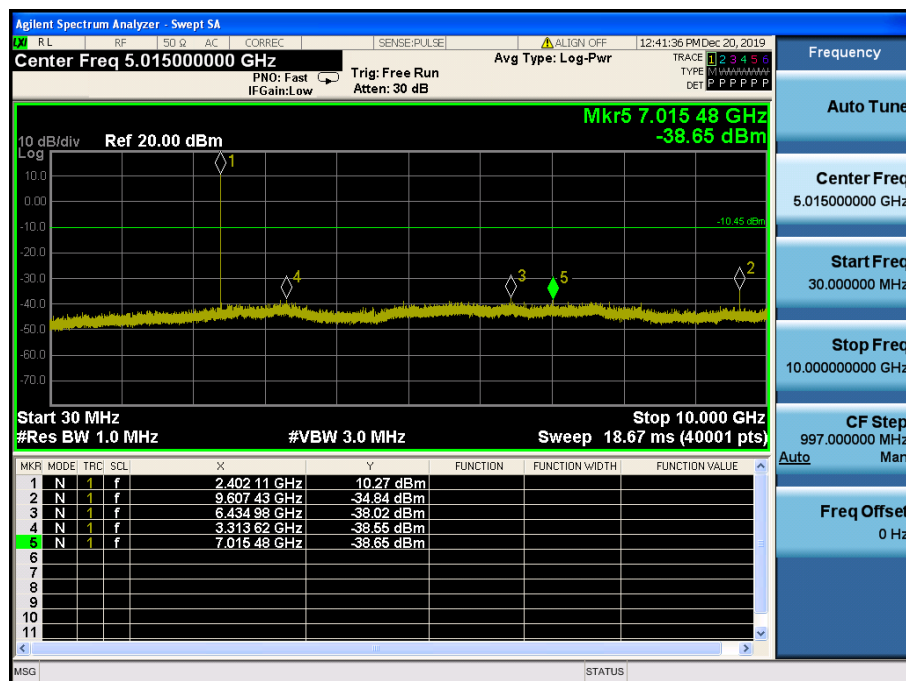 Agilent Spectrum Analyzer - Swept SA
LXI RL RF 50 Ω AC CORREC SENSE:PULSE ALIGN OFF 12:41:36 PM Dec 20, 2019
Center Freq 5.015000000 GHz
PNO: Fast
IFGain:Low
Trig: Free Run
Atten: 30 dB
Avg Type: Log-Pwr
TRACE 1 2 3 4 5 6
TYPE M WWWWW
DET P P P P P P
Mkr5 7.015 48 GHz
-38.65 dBm
10 dB/div
Log
Ref 20.00 dBm
10.0
0.00
-10.0
-20.0
-30.0
-40.0
-50.0
-60.0
-70.0
1
4
3
5
2
-10.45 dBm
Start 30 MHz
Stop 10.000 GHz
#Res BW 1.0 MHz #VBW 3.0 MHz Sweep 18.67 ms (40001 pts)
MKR MODE TRC SCL X Y FUNCTION FUNCTION WIDTH FUNCTION VALUE
1 N 1 f 2.402 11 GHz 10.27 dBm
2 N 1 f 9.607 43 GHz -34.84 dBm
3 N 1 f 6.434 98 GHz -38.02 dBm
4 N 1 f 3.313 62 GHz -38.55 dBm
5 N 1 f 7.015 48 GHz -38.65 dBm
6
7
8
9
10
11
MSG STATUS
Frequency
Auto Tune
Center Freq
5.015000000 GHz
Start Freq
30.000000 MHz
Stop Freq
10.000000000 GHz
CF Step
997.000000 MHz
Auto Man
Freq Offset
0 Hz